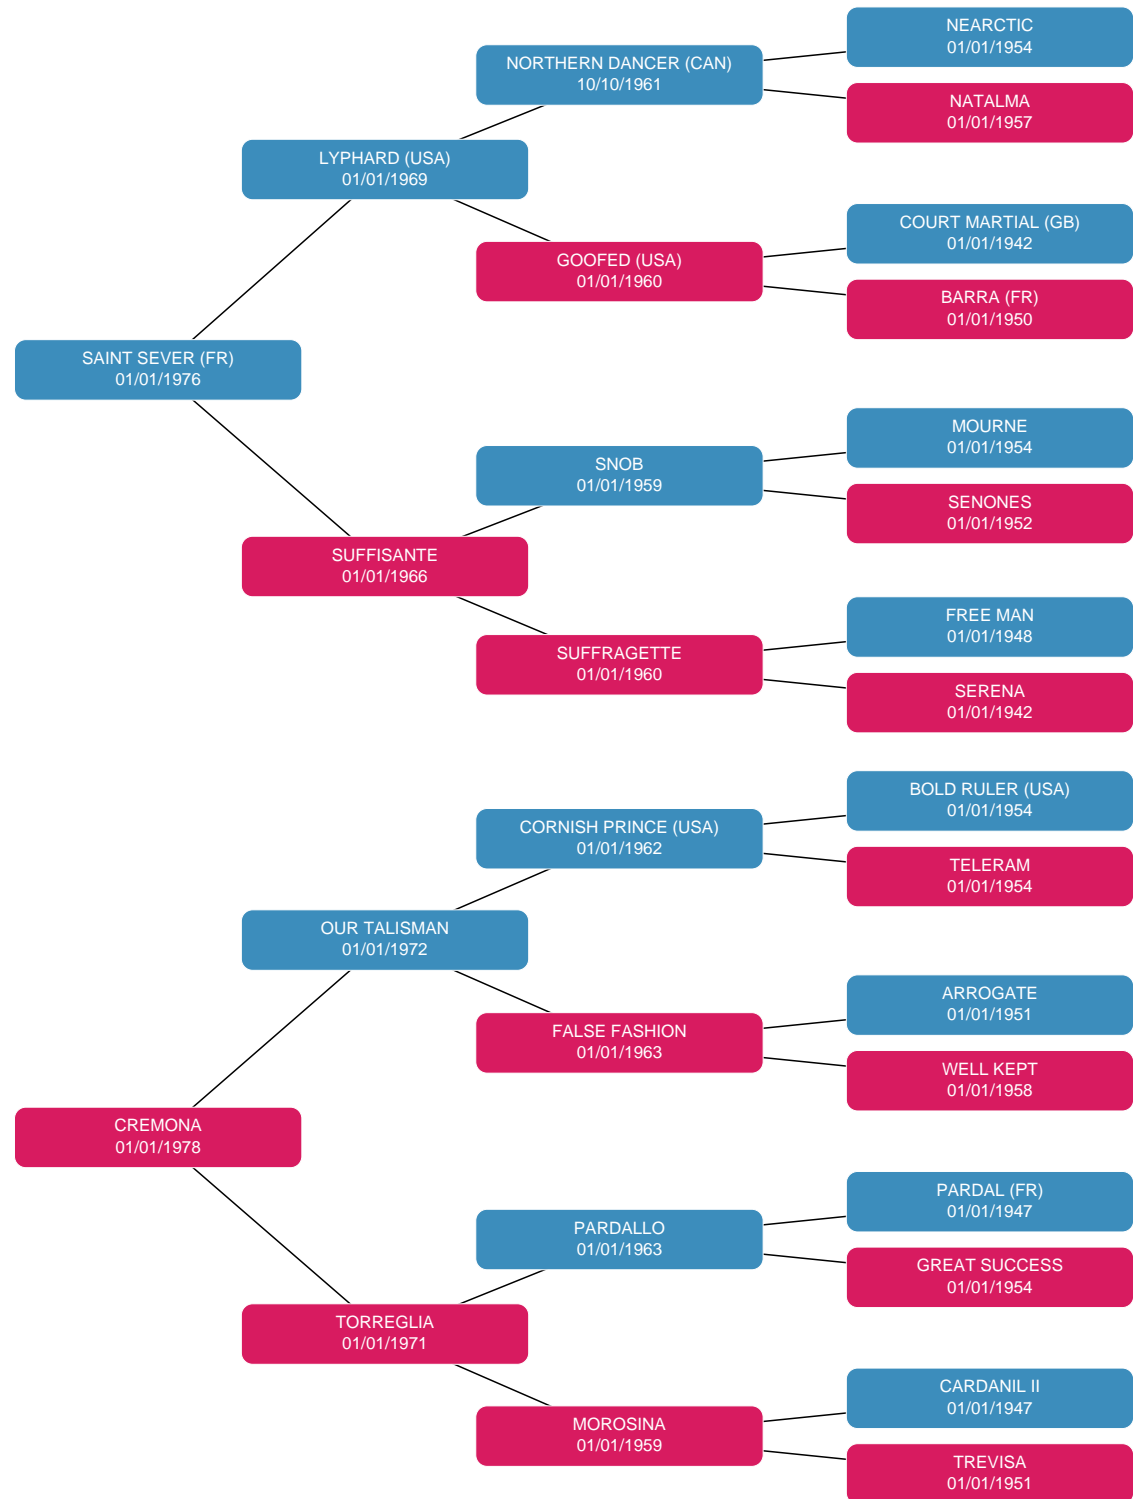 NEARCTIC
01/01/1954
NORTHERN DANCER (CAN)
10/10/1961
NATALMA
01/01/1957
LYPHARD (USA)
01/01/1969
COURT MARTIAL (GB)
01/01/1942
GOOFED (USA)
01/01/1960
BARRA (FR)
01/01/1950
SAINT SEVER (FR)
01/01/1976
MOURNE
01/01/1954
SNOB
01/01/1959
SENONES
01/01/1952
SUFFISANTE
01/01/1966
FREE MAN
01/01/1948
SUFFRAGETTE
01/01/1960
SERENA
01/01/1942
BOLD RULER (USA)
01/01/1954
CORNISH PRINCE (USA)
01/01/1962
TELERAM
01/01/1954
OUR TALISMAN
01/01/1972
ARROGATE
01/01/1951
FALSE FASHION
01/01/1963
WELL KEPT
01/01/1958
CREMONA
01/01/1978
PARDAL (FR)
01/01/1947
PARDALLO
01/01/1963
GREAT SUCCESS
01/01/1954
TORREGLIA
01/01/1971
CARDANIL II
01/01/1947
MOROSINA
01/01/1959
TREVISA
01/01/1951